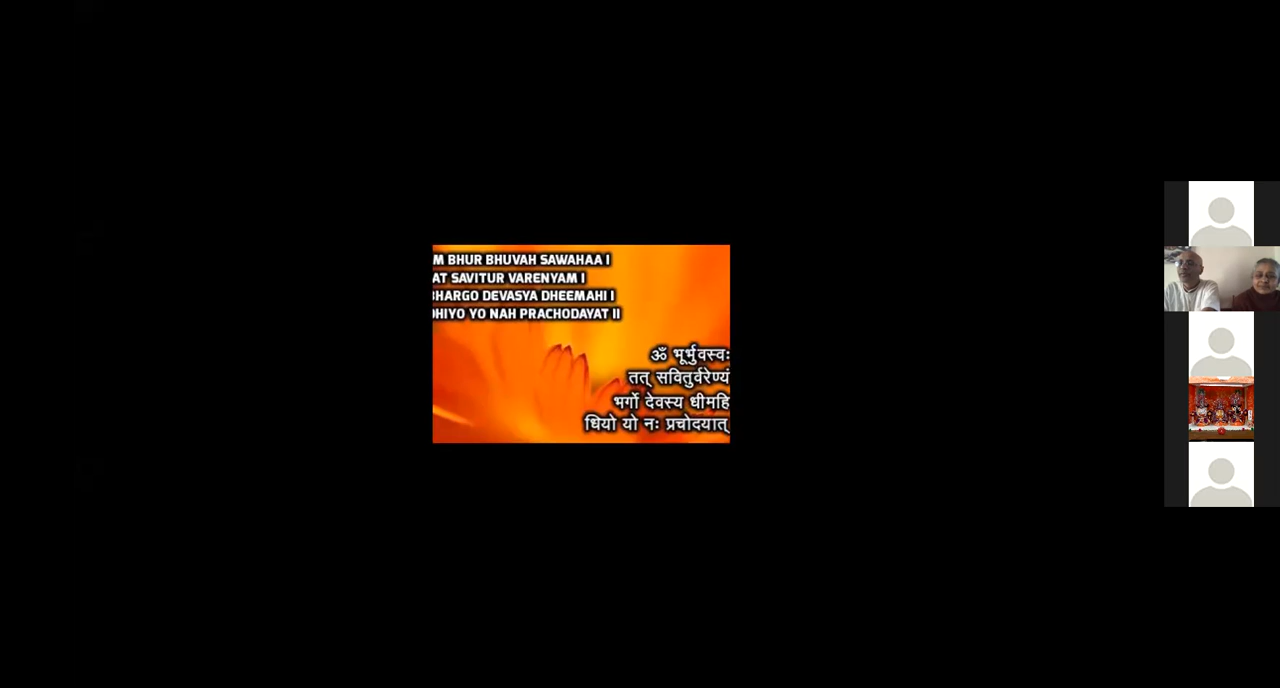 M BHUR BHUVAH SAWAHAA I
AT SAVITUR VARENYAM I
BHARGO DEVASYA DHEEMAHI I
DHIYO YO NAH PRACHODAYAT II
ॐ भूर्भुवस्वः
तत् सवितुर्वरेण्यं
भर्गो देवस्य धीमहि
धियो यो नः प्रचोदयात्